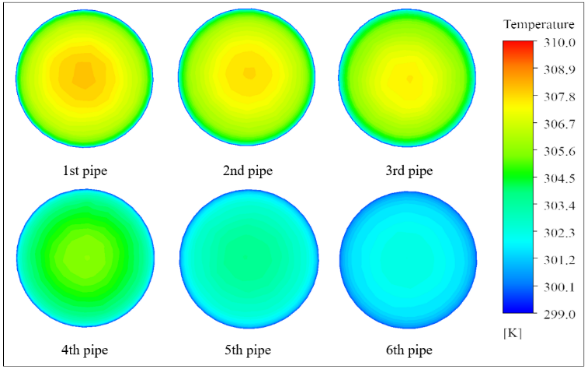 Temperature
310.0
308.9
307.8
306.7
305.6
304.5
303.4
302.3
301.2
300.1
299.0
[K]
1st pipe 2nd pipe 3rd pipe
4th pipe 5th pipe 6th pipe